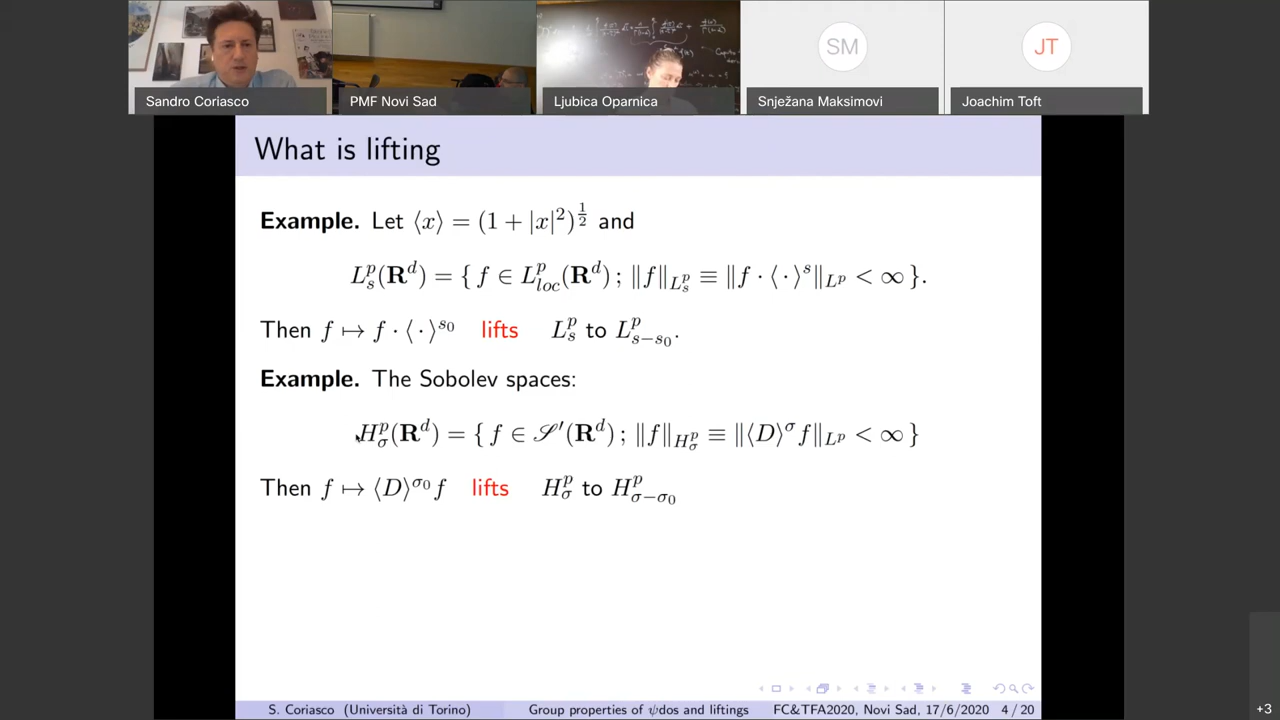 SM
JT
Sandro Coriasco
PMF Novi Sad
Ljubica Oparnica
Snježana Maksimovi
Joachim Toft
What is lifting
Example. Let ⟨x⟩ = (1 + |x|²)^{1/2} and
L^p_s(R^d) = { f ∈ L^p_{loc}(R^d) ; ‖f‖_{L^p_s} ≡ ‖f · ⟨ · ⟩^s‖_{L^p} < ∞ }.
Then f ↦ f · ⟨ · ⟩^{s_0} lifts L^p_s to L^p_{s−s_0}.
Example. The Sobolev spaces:
H^p_σ(R^d) = { f ∈ 𝒮′(R^d) ; ‖f‖_{H^p_σ} ≡ ‖⟨D⟩^σ f‖_{L^p} < ∞ }
Then f ↦ ⟨D⟩^{σ_0} f lifts H^p_σ to H^p_{σ−σ_0}
S. Coriasco (Università di Torino) Group properties of ψdos and liftings FC&TFA2020, Novi Sad, 17/6/2020 4 / 20
+3